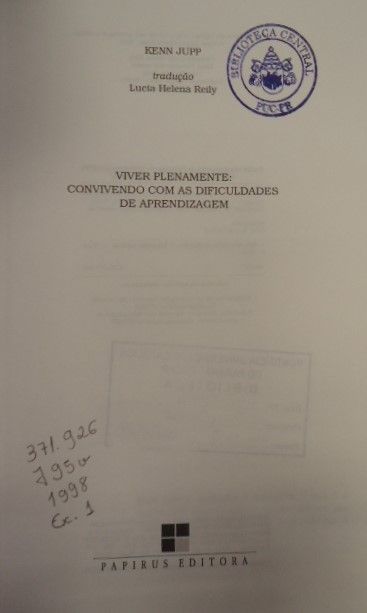 KENN JUPP
tradução
Lucia Helena Reily
BIBLIOTECA CENTRAL
PUC-PR
VIVER PLENAMENTE:
CONVIVENDO COM AS DIFICULDADES
DE APRENDIZAGEM
371.926
J95v
1998
Ex. 1
PAPIRUS EDITORA